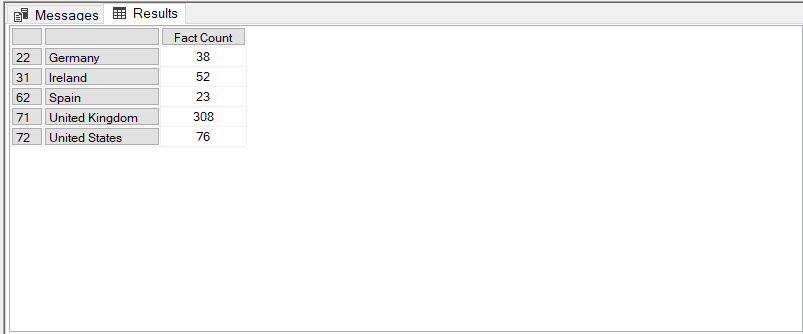 Messages Results
Fact Count
22 Germany 38
31 Ireland 52
62 Spain 23
71 United Kingdom 308
72 United States 76